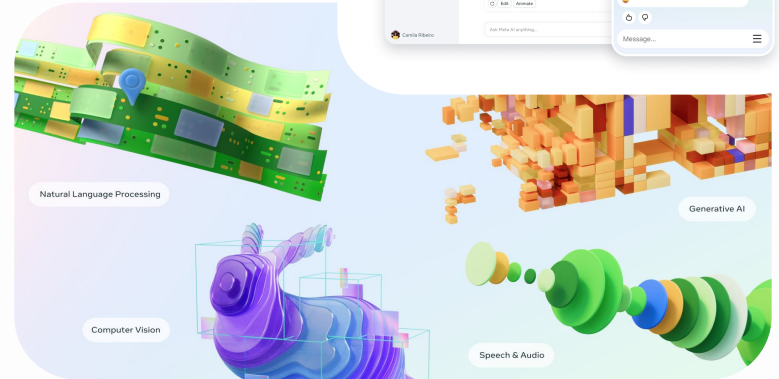 Edit
Animate
Ask Meta AI anything...
Camila Ribeiro
Message...
Natural Language Processing
Generative AI
Computer Vision
Speech & Audio